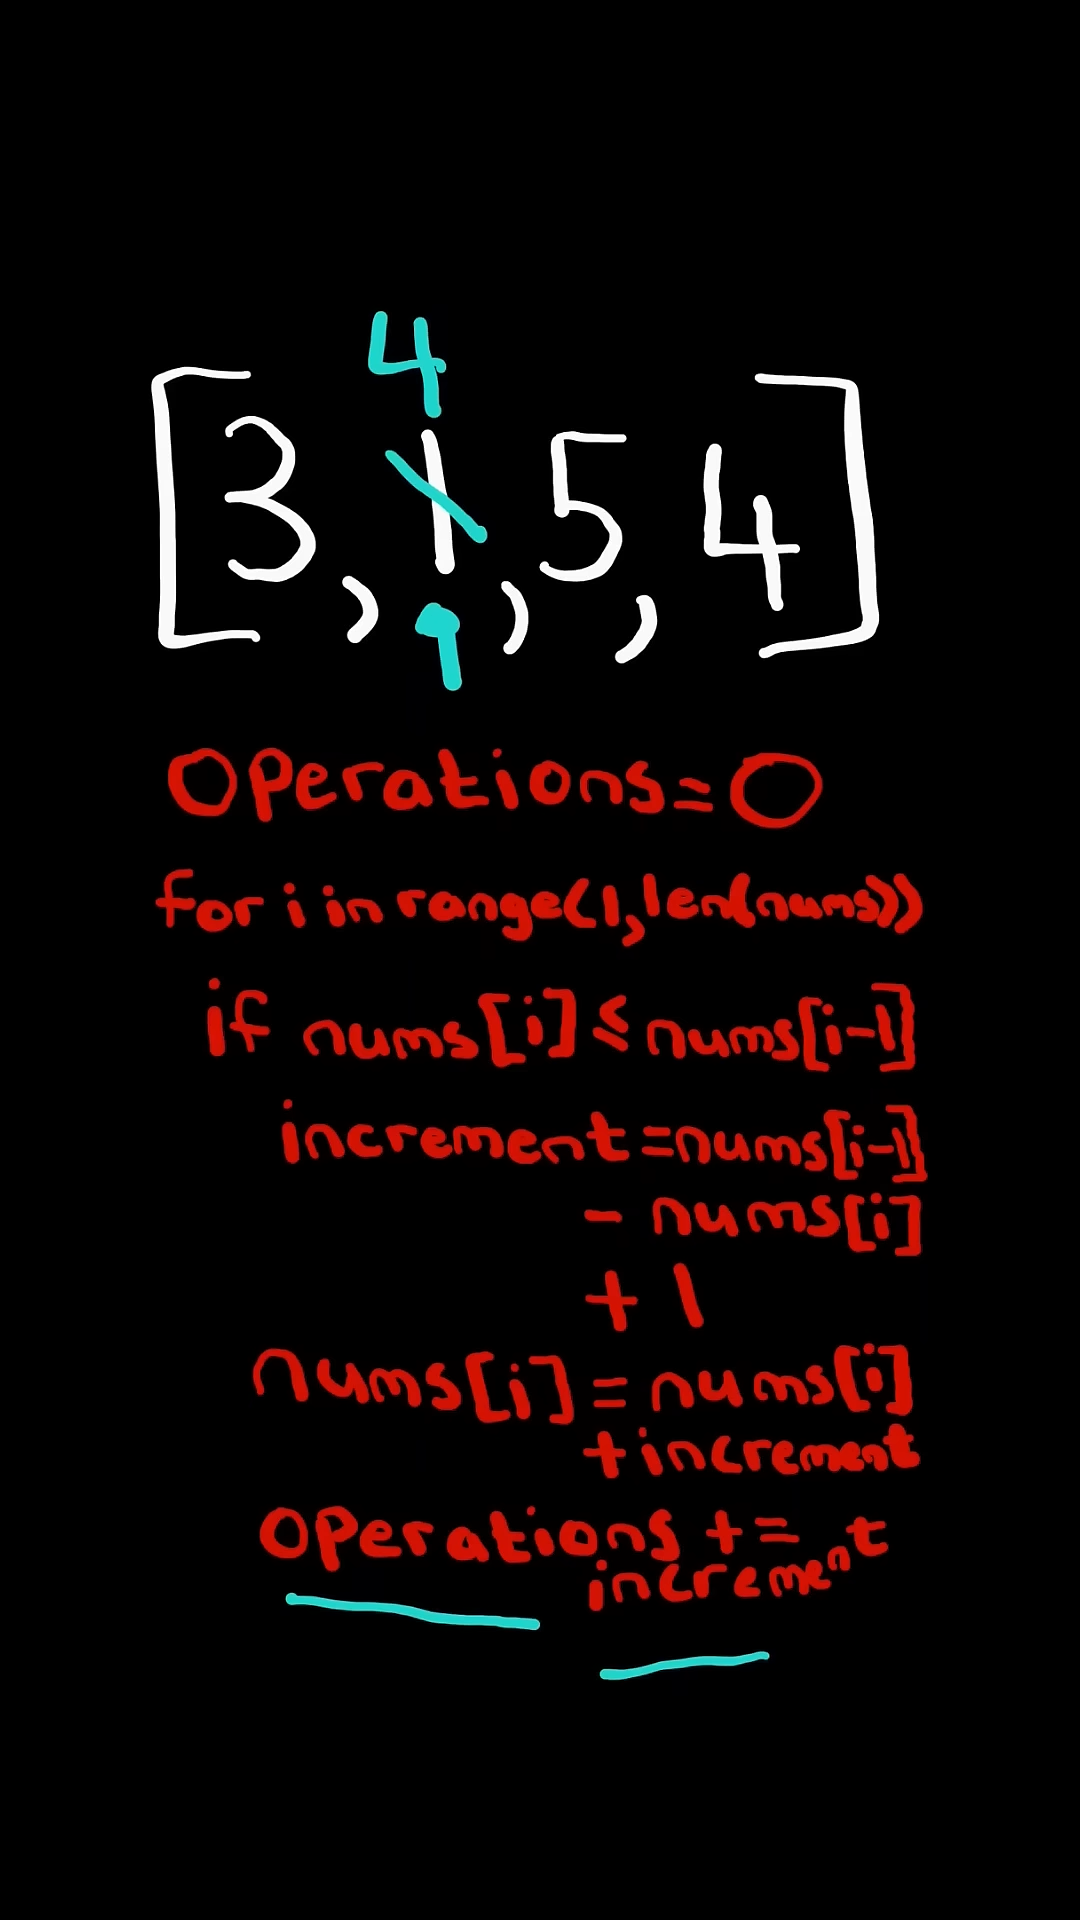 4
[3, 1, 5, 4]
Operations=0
for i in range(1,len(nums))
if nums[i] ≤ nums[i-1]
increment=nums[i-1]
- nums[i]
+ 1
nums[i] = nums[i]
+ increment
Operations +=
increment